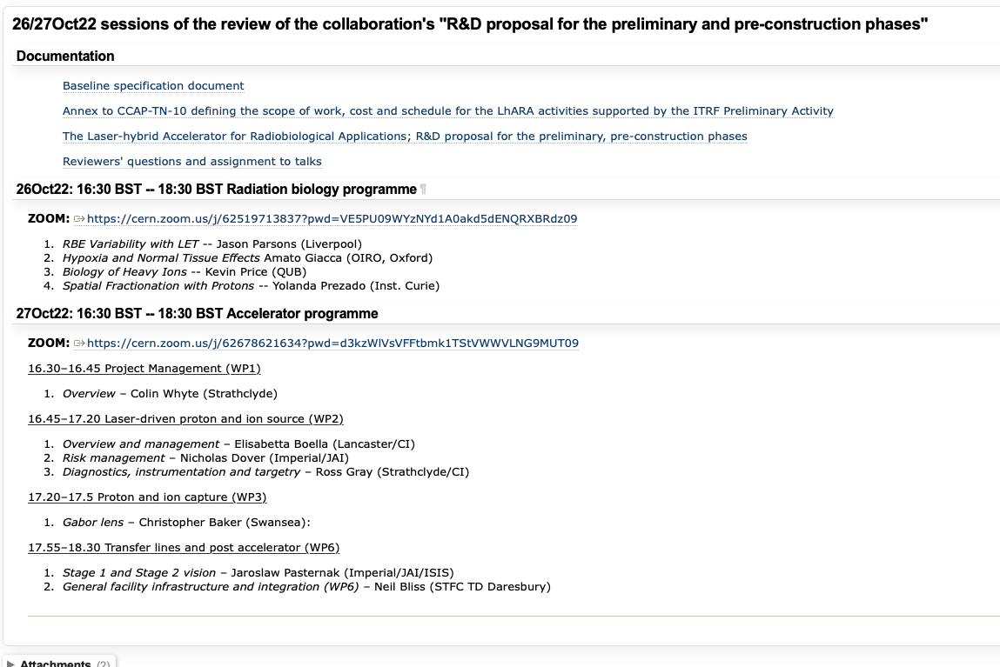 26/27Oct22 sessions of the review of the collaboration's "R&D proposal for the preliminary and pre-construction phases"
Documentation
Baseline specification document
Annex to CCAP-TN-10 defining the scope of work, cost and schedule for the LhARA activities supported by the ITRF Preliminary Activity
The Laser-hybrid Accelerator for Radiobiological Applications; R&D proposal for the preliminary, pre-construction phases
Reviewers' questions and assignment to talks
26Oct22: 16:30 BST -- 18:30 BST Radiation biology programme ¶
ZOOM: https://cern.zoom.us/j/62519713837?pwd=VE5PU09WYzNYd1A0akd5dENQRXBRdz09
1. RBE Variability with LET -- Jason Parsons (Liverpool)
2. Hypoxia and Normal Tissue Effects Amato Giacca (OIRO, Oxford)
3. Biology of Heavy Ions -- Kevin Price (QUB)
4. Spatial Fractionation with Protons -- Yolanda Prezado (Inst. Curie)
27Oct22: 16:30 BST -- 18:30 BST Accelerator programme
ZOOM: https://cern.zoom.us/j/62678621634?pwd=d3kzWlVsVFFtbmk1TStVWWVLNG9MUT09
16.30–16.45 Project Management (WP1)
1. Overview – Colin Whyte (Strathclyde)
16.45–17.20 Laser-driven proton and ion source (WP2)
1. Overview and management – Elisabetta Boella (Lancaster/CI)
2. Risk management – Nicholas Dover (Imperial/JAI)
3. Diagnostics, instrumentation and targetry – Ross Gray (Strathclyde/CI)
17.20–17.5 Proton and ion capture (WP3)
1. Gabor lens – Christopher Baker (Swansea):
17.55–18.30 Transfer lines and post accelerator (WP6)
1. Stage 1 and Stage 2 vision – Jaroslaw Pasternak (Imperial/JAI/ISIS)
2. General facility infrastructure and integration (WP6) – Neil Bliss (STFC TD Daresbury)
Attachments (2)